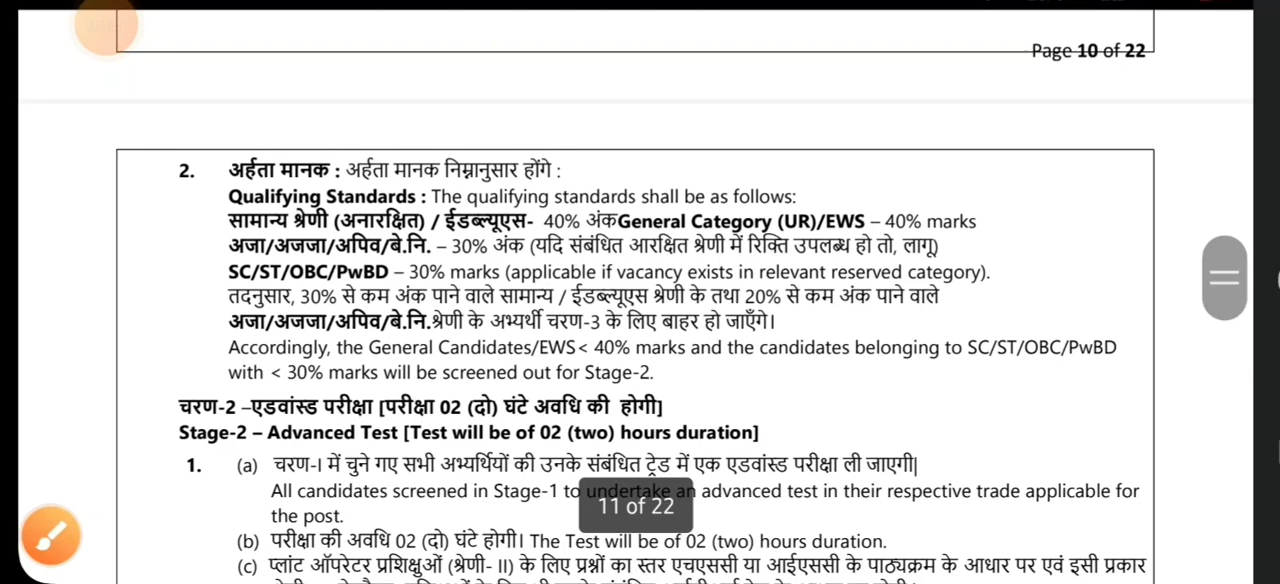 Page 10 of 22
2. अर्हता मानक : अर्हता मानक निम्नानुसार होंगे :
Qualifying Standards : The qualifying standards shall be as follows:
सामान्य श्रेणी (अनारक्षित) / ईडब्ल्यूएस- 40% अंकGeneral Category (UR)/EWS – 40% marks
अजा/अजजा/अपिव/बे.नि. – 30% अंक (यदि संबंधित आरक्षित श्रेणी में रिक्ति उपलब्ध हो तो, लागू)
SC/ST/OBC/PwBD – 30% marks (applicable if vacancy exists in relevant reserved category).
तदनुसार, 30% से कम अंक पाने वाले सामान्य / ईडब्ल्यूएस श्रेणी के तथा 20% से कम अंक पाने वाले
अजा/अजजा/अपिव/बे.नि.श्रेणी के अभ्यर्थी चरण-3 के लिए बाहर हो जाएँगे।
Accordingly, the General Candidates/EWS< 40% marks and the candidates belonging to SC/ST/OBC/PwBD
with < 30% marks will be screened out for Stage-2.
चरण-2 –एडवांस्ड परीक्षा [परीक्षा 02 (दो) घंटे अवधि की होगी]
Stage-2 – Advanced Test [Test will be of 02 (two) hours duration]
1. (a) चरण-I में चुने गए सभी अभ्यर्थियों की उनके संबंधित ट्रेड में एक एडवांस्ड परीक्षा ली जाएगी|
All candidates screened in Stage-1 to undertake an advanced test in their respective trade applicable for
the post.
11 of 22
(b) परीक्षा की अवधि 02 (दो) घंटे होगी। The Test will be of 02 (two) hours duration.
(c) प्लांट ऑपरेटर प्रशिक्षुओं (श्रेणी- II) के लिए प्रश्नों का स्तर एचएससी या आईएससी के पाठ्यक्रम के आधार पर एवं इसी प्रकार